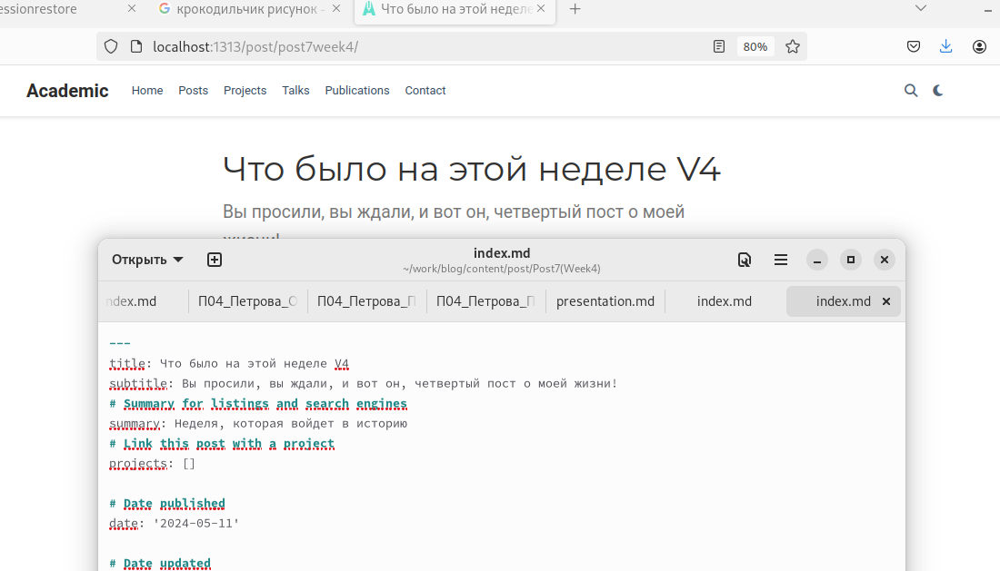 essionrestore
крокодильчик рисунок -
Что было на этой неделе
localhost:1313/post/post7week4/
80%
Academic
Home Posts Projects Talks Publications Contact
Что было на этой неделе V4
Вы просили, вы ждали, и вот он, четвертый пост о моей
жизни!
Открыть
index.md
~/work/blog/content/post/Post7(Week4)
ndex.md П04_Петрова_О П04_Петрова_П П04_Петрова_П presentation.md index.md index.md
---
title: Что было на этой неделе V4
subtitle: Вы просили, вы ждали, и вот он, четвертый пост о моей жизни!
# Summary for listings and search engines
summary: Неделя, которая войдет в историю
# Link this post with a project
projects: []
# Date published
date: '2024-05-11'
# Date updated